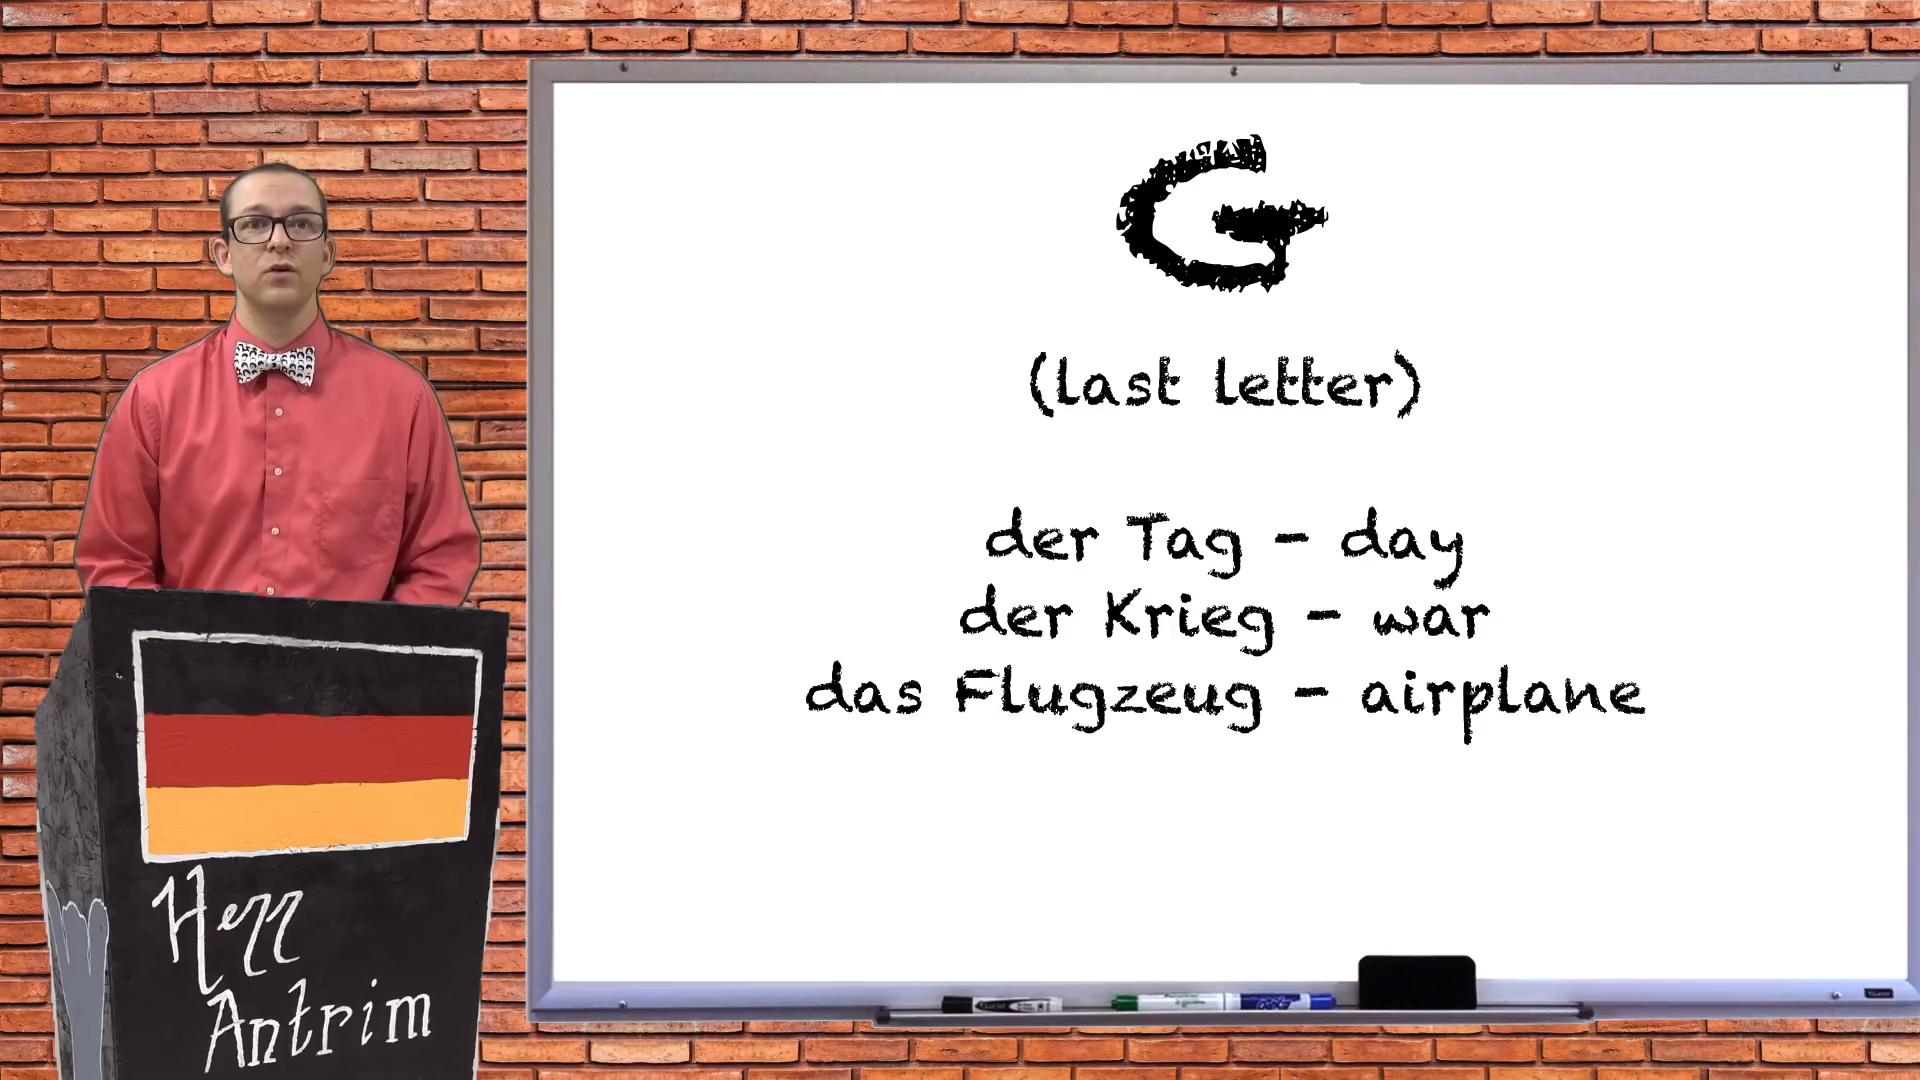 G
(last letter)
der Tag - day
der Krieg - war
das Flugzeug - airplane
Herr
Antrim